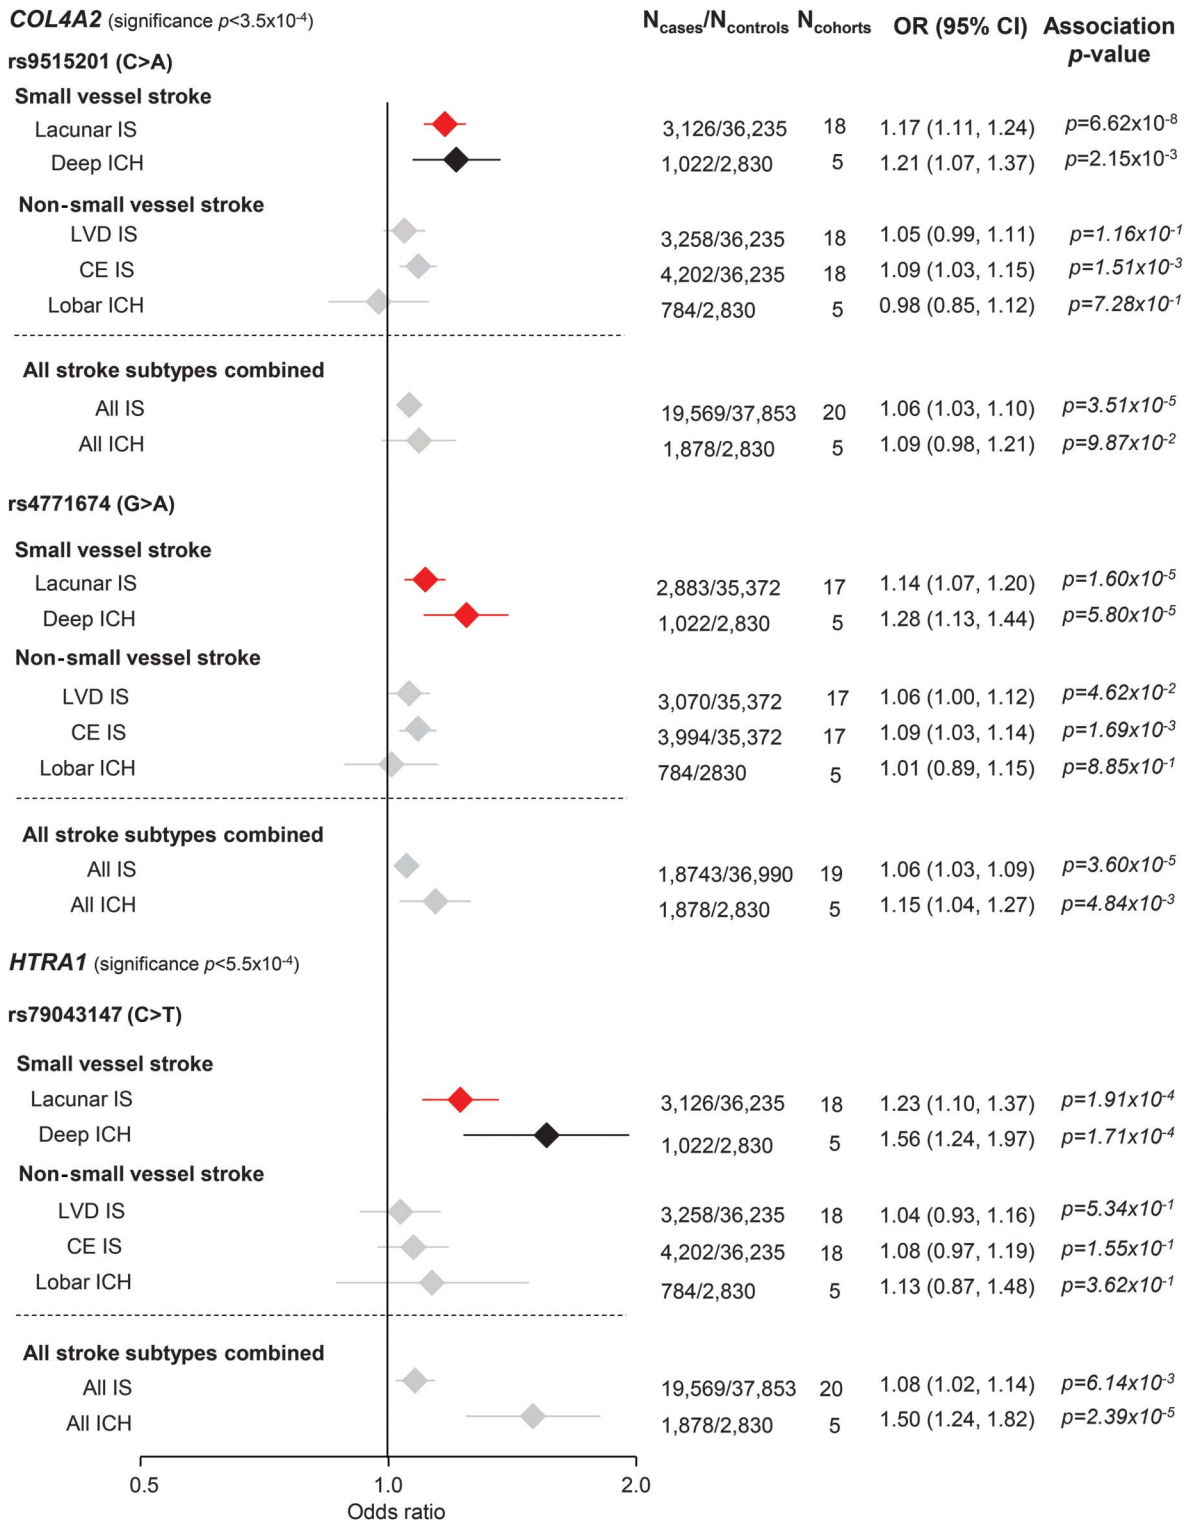 COL4A2 (significance p<3.5x10-4) Ncases/Ncontrols Ncohorts OR (95% CI) Association p-value
rs9515201 (C>A)
Small vessel stroke
Lacunar IS 3,126/36,235 18 1.17 (1.11, 1.24) p=6.62x10-8
Deep ICH 1,022/2,830 5 1.21 (1.07, 1.37) p=2.15x10-3
Non-small vessel stroke
LVD IS 3,258/36,235 18 1.05 (0.99, 1.11) p=1.16x10-1
CE IS 4,202/36,235 18 1.09 (1.03, 1.15) p=1.51x10-3
Lobar ICH 784/2,830 5 0.98 (0.85, 1.12) p=7.28x10-1
All stroke subtypes combined
All IS 19,569/37,853 20 1.06 (1.03, 1.10) p=3.51x10-5
All ICH 1,878/2,830 5 1.09 (0.98, 1.21) p=9.87x10-2
rs4771674 (G>A)
Small vessel stroke
Lacunar IS 2,883/35,372 17 1.14 (1.07, 1.20) p=1.60x10-5
Deep ICH 1,022/2,830 5 1.28 (1.13, 1.44) p=5.80x10-5
Non-small vessel stroke
LVD IS 3,070/35,372 17 1.06 (1.00, 1.12) p=4.62x10-2
CE IS 3,994/35,372 17 1.09 (1.03, 1.14) p=1.69x10-3
Lobar ICH 784/2830 5 1.01 (0.89, 1.15) p=8.85x10-1
All stroke subtypes combined
All IS 1,8743/36,990 19 1.06 (1.03, 1.09) p=3.60x10-5
All ICH 1,878/2,830 5 1.15 (1.04, 1.27) p=4.84x10-3
HTRA1 (significance p<5.5x10-4)
rs79043147 (C>T)
Small vessel stroke
Lacunar IS 3,126/36,235 18 1.23 (1.10, 1.37) p=1.91x10-4
Deep ICH 1,022/2,830 5 1.56 (1.24, 1.97) p=1.71x10-4
Non-small vessel stroke
LVD IS 3,258/36,235 18 1.04 (0.93, 1.16) p=5.34x10-1
CE IS 4,202/36,235 18 1.08 (0.97, 1.19) p=1.55x10-1
Lobar ICH 784/2,830 5 1.13 (0.87, 1.48) p=3.62x10-1
All stroke subtypes combined
All IS 19,569/37,853 20 1.08 (1.02, 1.14) p=6.14x10-3
All ICH 1,878/2,830 5 1.50 (1.24, 1.82) p=2.39x10-5
0.5 1.0 2.0
Odds ratio